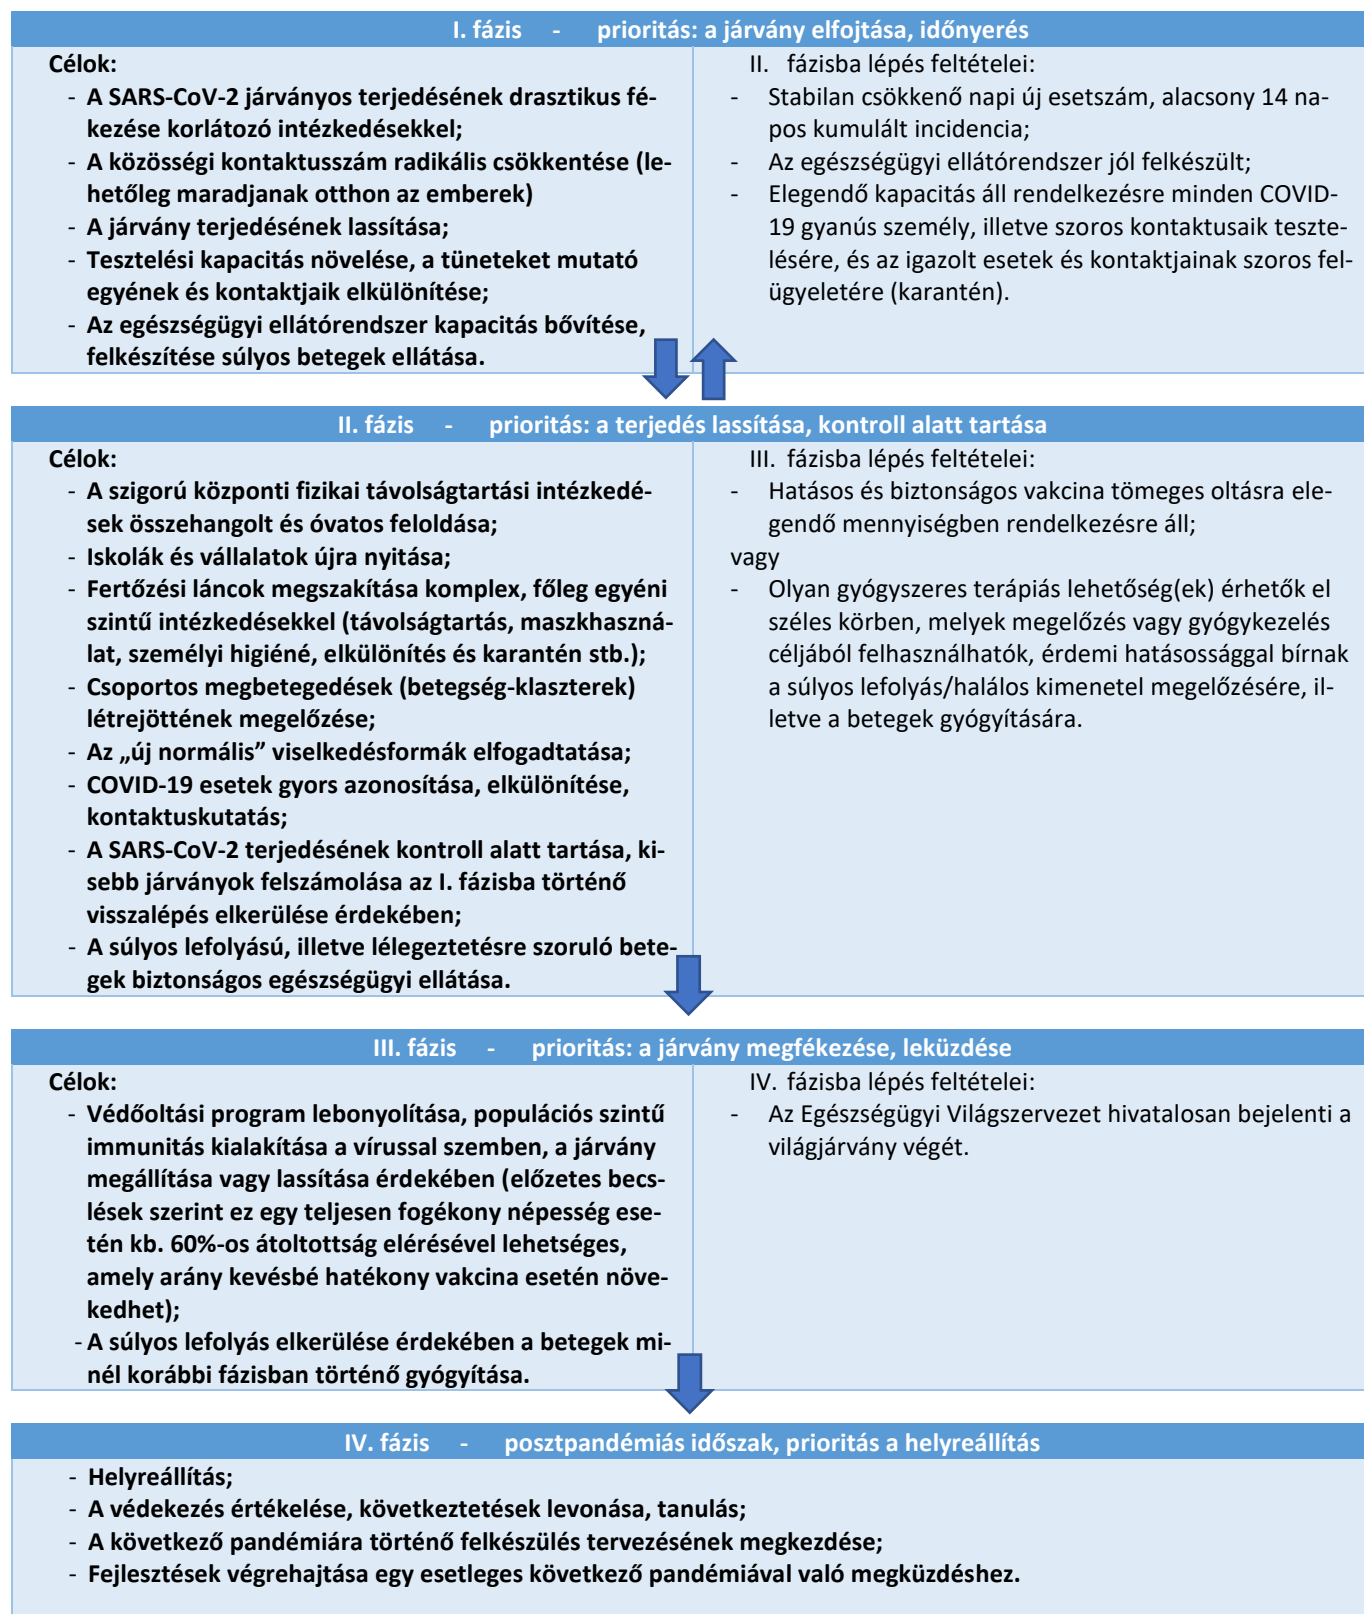 I. fázis - prioritás: a járvány elfojtása, időnyerés
Célok:
- A SARS-CoV-2 járványos terjedésének drasztikus fé-
kezése korlátozó intézkedésekkel;
- A közösségi kontaktusszám radikális csökkentése (le-
hetőleg maradjanak otthon az emberek)
- A járvány terjedésének lassítása;
- Tesztelési kapacitás növelése, a tüneteket mutató
egyének és kontaktjaik elkülönítése;
- Az egészségügyi ellátórendszer kapacitás bővítése,
felkészítése súlyos betegek ellátása.
II. fázisba lépés feltételei:
- Stabilan csökkenő napi új esetszám, alacsony 14 na-
pos kumulált incidencia;
- Az egészségügyi ellátórendszer jól felkészült;
- Elegendő kapacitás áll rendelkezésre minden COVID-
19 gyanús személy, illetve szoros kontaktusaik teszte-
lésére, és az igazolt esetek és kontaktjainak szoros fel-
ügyeletére (karantén).
II. fázis - prioritás: a terjedés lassítása, kontroll alatt tartása
Célok:
- A szigorú központi fizikai távolságtartási intézkedé-
sek összehangolt és óvatos feloldása;
- Iskolák és vállalatok újra nyitása;
- Fertőzési láncok megszakítása komplex, főleg egyéni
szintű intézkedésekkel (távolságtartás, maszkhaszná-
lat, személyi higiéné, elkülönítés és karantén stb.);
- Csoportos megbetegedések (betegség-klaszterek)
létrejöttének megelőzése;
- Az „új normális” viselkedésformák elfogadtatása;
- COVID-19 esetek gyors azonosítása, elkülönítése,
kontaktuskutatás;
- A SARS-CoV-2 terjedésének kontroll alatt tartása, ki-
sebb járványok felszámolása az I. fázisba történő
visszalépés elkerülése érdekében;
- A súlyos lefolyású, illetve lélegeztetésre szoruló bete-
gek biztonságos egészségügyi ellátása.
III. fázisba lépés feltételei:
- Hatásos és biztonságos vakcina tömeges oltásra ele-
gendő mennyiségben rendelkezésre áll;
vagy
- Olyan gyógyszeres terápiás lehetőség(ek) érhetők el
széles körben, melyek megelőzés vagy gyógykezelés
céljából felhasználhatók, érdemi hatásossággal bírnak
a súlyos lefolyás/halálos kimenetel megelőzésére, il-
letve a betegek gyógyítására.
III. fázis - prioritás: a járvány megfékezése, leküzdése
Célok:
- Védőoltási program lebonyolítása, populációs szintű
immunitás kialakítása a vírussal szemben, a járvány
megállítása vagy lassítása érdekében (előzetes becs-
lések szerint ez egy teljesen fogékony népesség ese-
tén kb. 60%-os átoltottság elérésével lehetséges,
amely arány kevésbé hatékony vakcina esetén növe-
kedhet);
- A súlyos lefolyás elkerülése érdekében a betegek mi-
nél korábbi fázisban történő gyógyítása.
IV. fázisba lépés feltételei:
- Az Egészségügyi Világszervezet hivatalosan bejelenti a
világjárvány végét.
IV. fázis - posztpandémiás időszak, prioritás a helyreállítás
- Helyreállítás;
- A védekezés értékelése, következtetések levonása, tanulás;
- A következő pandémiára történő felkészülés tervezésének megkezdése;
- Fejlesztések végrehajtása egy esetleges következő pandémiával való megküzdéshez.